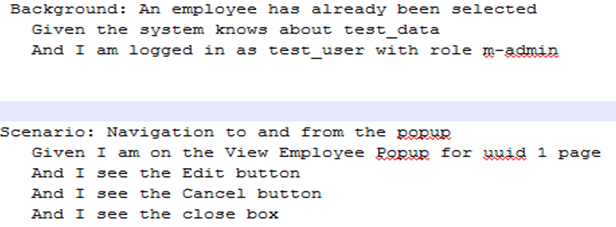 Background: An employee has already been selected
Given the system knows about test_data
And I am logged in as test_user with role m-admin
Scenario: Navigation to and from the popup
Given I am on the View Employee Popup for uuid 1 page
And I see the Edit button
And I see the Cancel button
And I see the close box